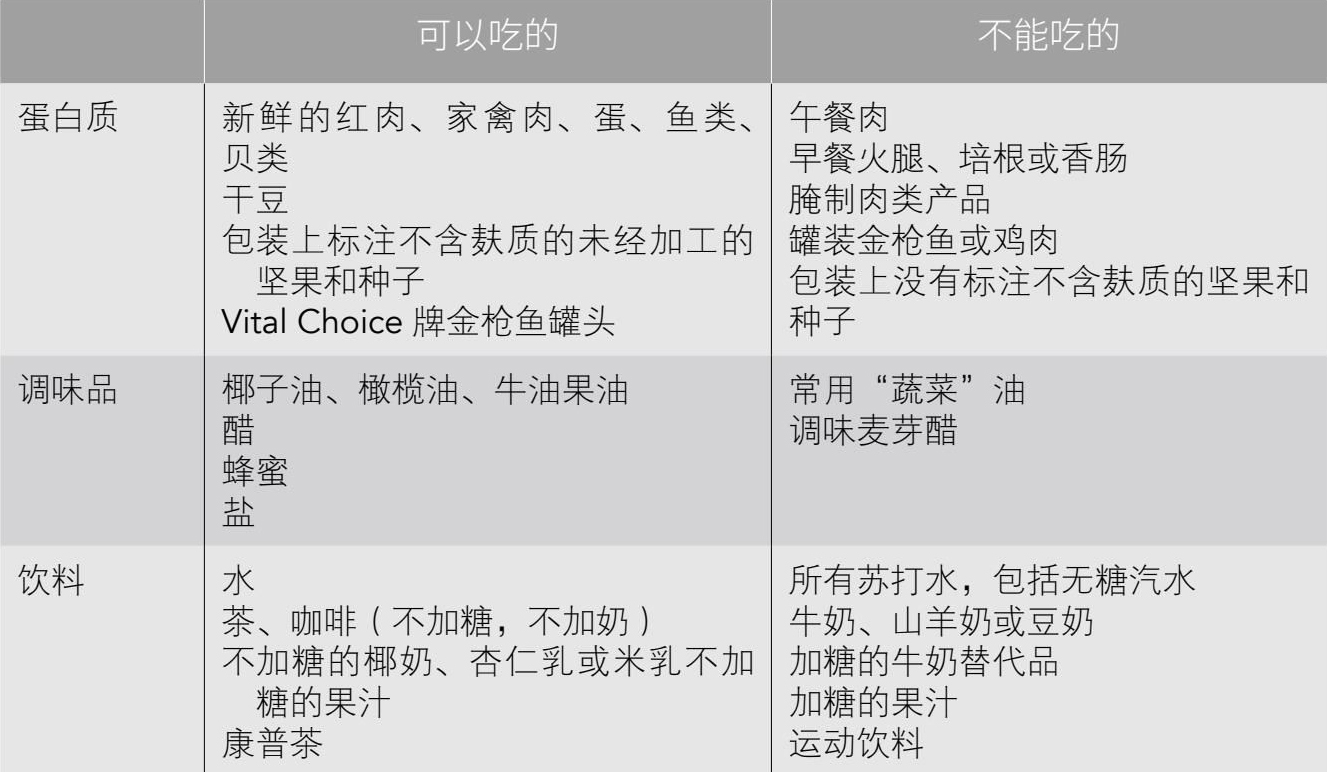 可以吃的
不能吃的
蛋白质
新鲜的红肉、家禽肉、蛋、鱼类、
贝类
干豆
包装上标注不含麸质的未经加工的
坚果和种子
Vital Choice 牌金枪鱼罐头
午餐肉
早餐火腿、培根或香肠
腌制肉类产品
罐装金枪鱼或鸡肉
包装上没有标注不含麸质的坚果和
种子
调味品
椰子油、橄榄油、牛油果油
醋
蜂蜜
盐
常用“蔬菜”油
调味麦芽醋
饮料
水
茶、咖啡（不加糖，不加奶）
不加糖的椰奶、杏仁乳或米乳不加
糖的果汁
康普茶
所有苏打水，包括无糖汽水
牛奶、山羊奶或豆奶
加糖的牛奶替代品
加糖的果汁
运动饮料